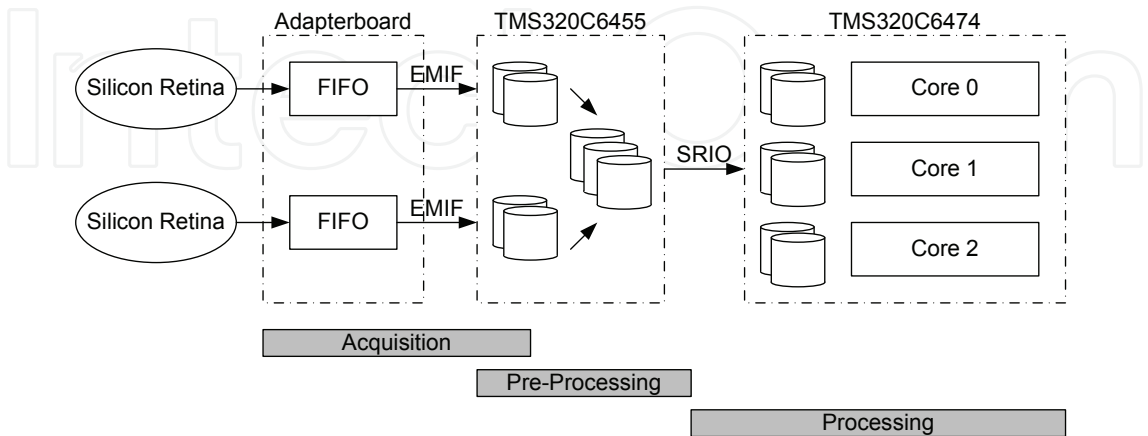 Adapterboard
TMS320C6455
TMS320C6474
Silicon Retina
FIFO
EMIF
Core 0
SRIO
Core 1
Silicon Retina
FIFO
EMIF
Core 2
Acquisition
Pre-Processing
Processing